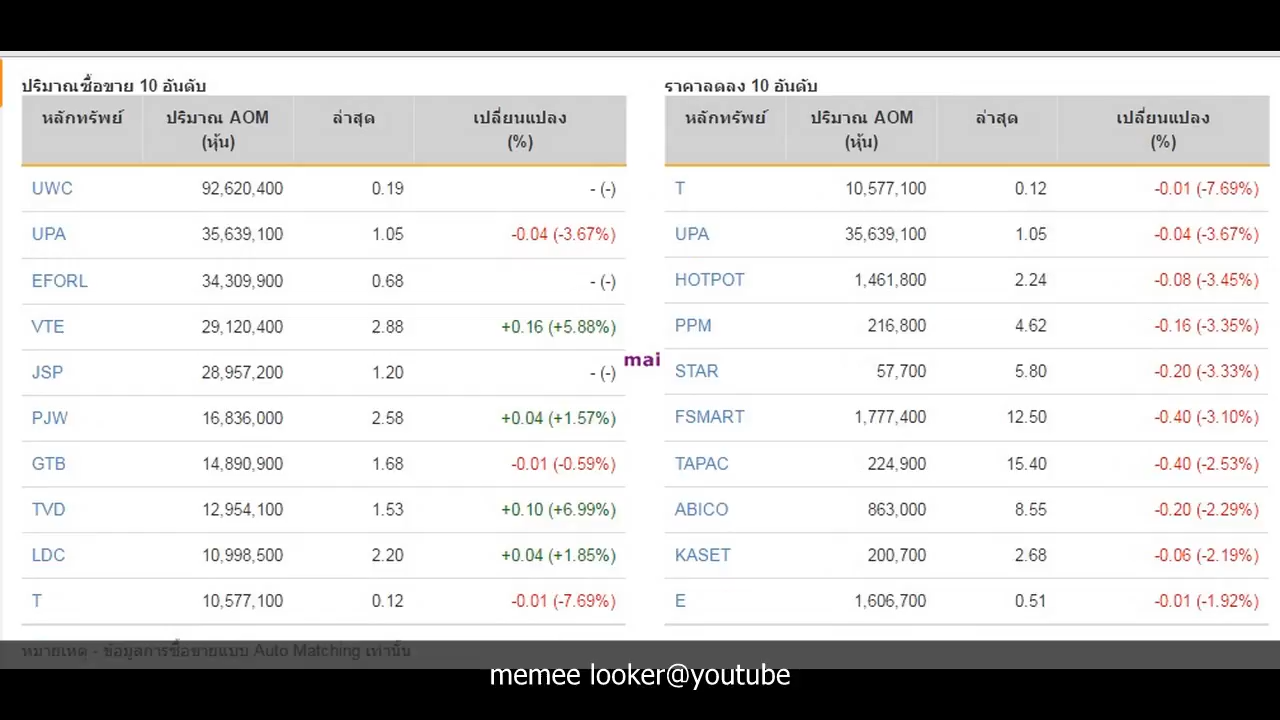 ปริมาณซื้อขาย 10 อันดับ
หลักทรัพย์ ปริมาณ AOM (หุ้น) ล่าสุด เปลี่ยนแปลง (%)
UWC 92,620,400 0.19 - (-)
UPA 35,639,100 1.05 -0.04 (-3.67%)
EFORL 34,309,900 0.68 - (-)
VTE 29,120,400 2.88 +0.16 (+5.88%)
JSP 28,957,200 1.20 - (-)
PJW 16,836,000 2.58 +0.04 (+1.57%)
GTB 14,890,900 1.68 -0.01 (-0.59%)
TVD 12,954,100 1.53 +0.10 (+6.99%)
LDC 10,998,500 2.20 +0.04 (+1.85%)
T 10,577,100 0.12 -0.01 (-7.69%)
mai
ราคาลดลง 10 อันดับ
หลักทรัพย์ ปริมาณ AOM (หุ้น) ล่าสุด เปลี่ยนแปลง (%)
T 10,577,100 0.12 -0.01 (-7.69%)
UPA 35,639,100 1.05 -0.04 (-3.67%)
HOTPOT 1,461,800 2.24 -0.08 (-3.45%)
PPM 216,800 4.62 -0.16 (-3.35%)
STAR 57,700 5.80 -0.20 (-3.33%)
FSMART 1,777,400 12.50 -0.40 (-3.10%)
TAPAC 224,900 15.40 -0.40 (-2.53%)
ABICO 863,000 8.55 -0.20 (-2.29%)
KASET 200,700 2.68 -0.06 (-2.19%)
E 1,606,700 0.51 -0.01 (-1.92%)
หมายเหตุ - ข้อมูลการซื้อขายแบบ Auto Matching เท่านั้น
memee looker@youtube